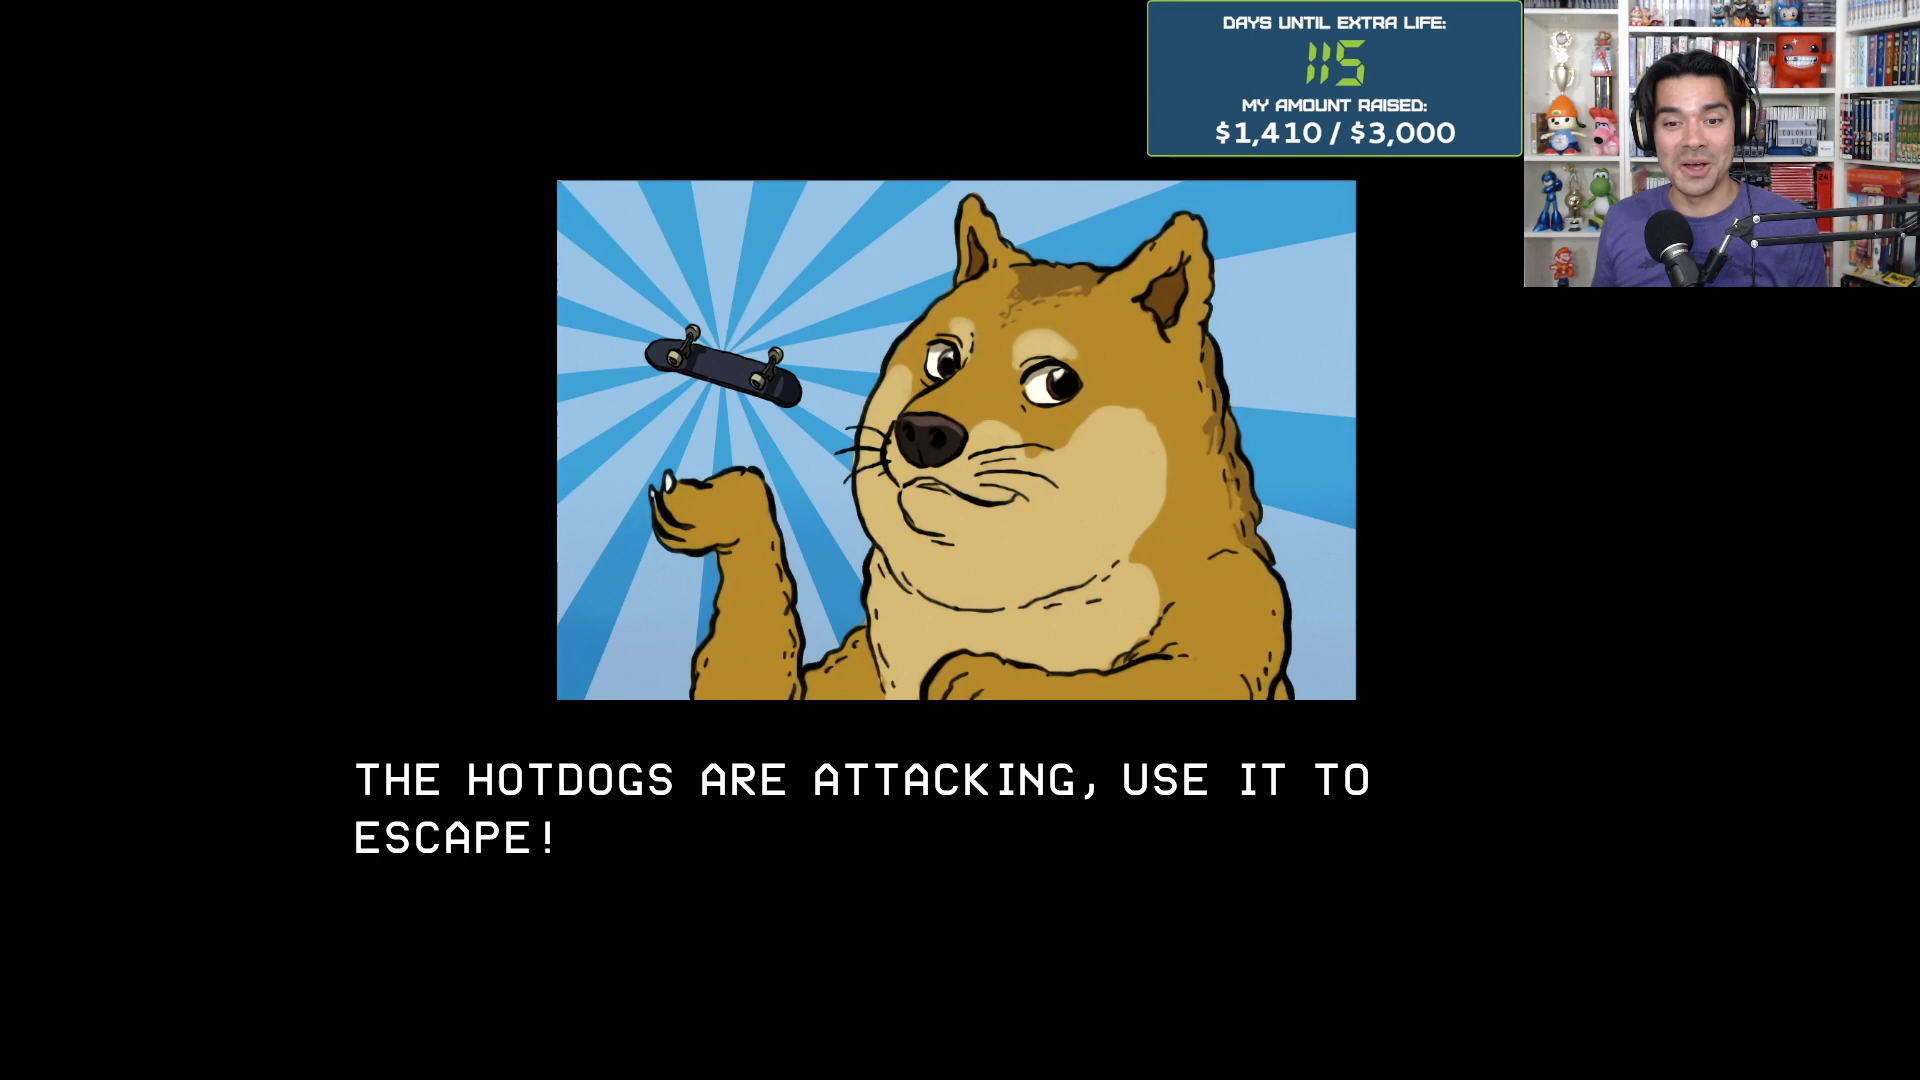 DAYS UNTIL EXTRA LIFE:
115
MY AMOUNT RAISED:
$1,410 / $3,000
THE HOTDOGS ARE ATTACKING, USE IT TO
ESCAPE!